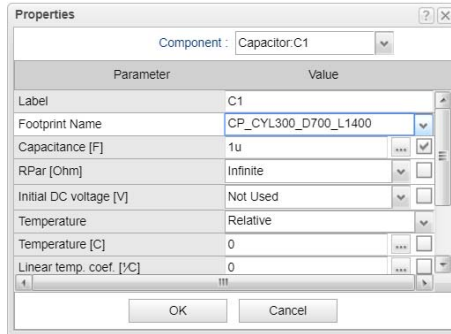 Properties
Component : Capacitor:C1
Parameter Value
Label C1
Footprint Name CP_CYL300_D700_L1400
Capacitance [F] 1u ...
RPar [Ohm] Infinite
Initial DC voltage [V] Not Used
Temperature Relative
Temperature [C] 0 ...
Linear temp. coef. [1⁄C] 0 ...
OK Cancel